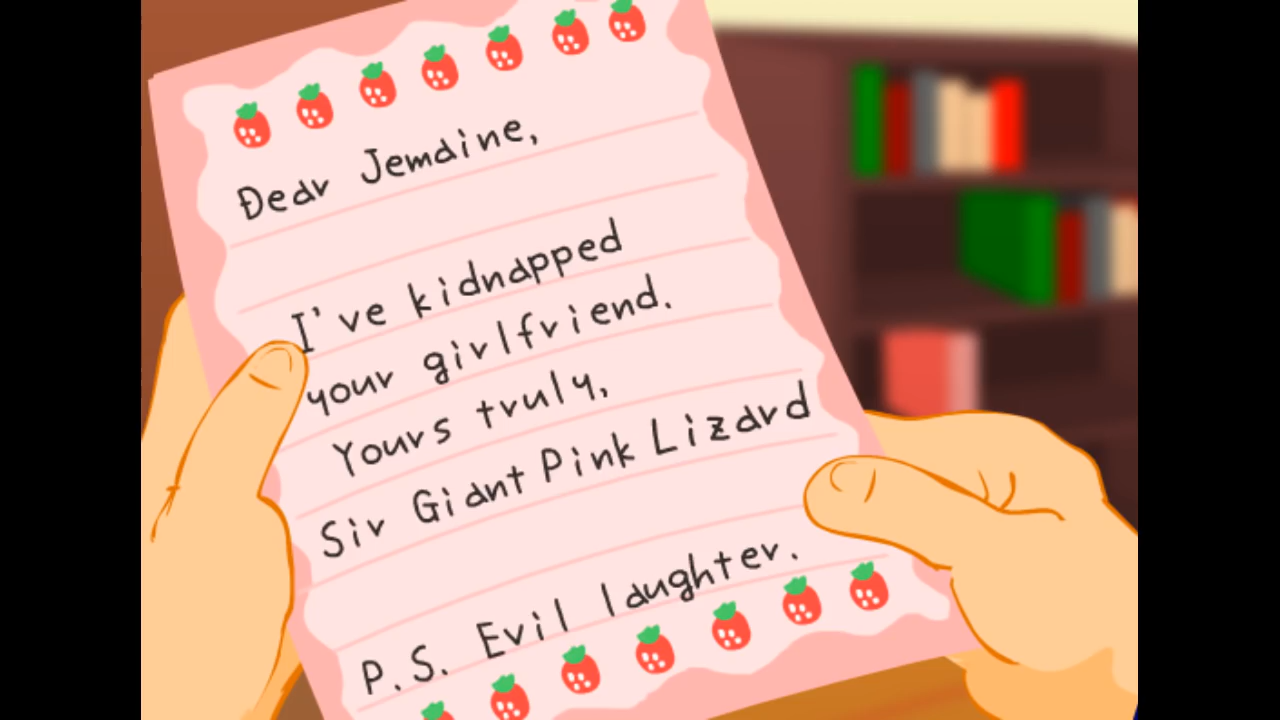 Dear Jemaine,
I've kidnapped
your girlfriend.
Yours truly,
Sir Giant Pink Lizard
P.S. Evil laughter.